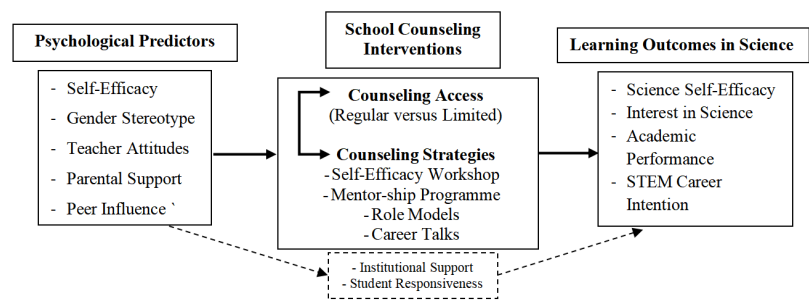 Psychological Predictors
- Self-Efficacy
- Gender Stereotype
- Teacher Attitudes
- Parental Support
- Peer Influence `
School Counseling
Interventions
Counseling Access
(Regular versus Limited)
Counseling Strategies
-Self-Efficacy Workshop
-Mentor-ship Programme
- Role Models
- Career Talks
- Institutional Support
- Student Responsiveness
Learning Outcomes in Science
- Science Self-Efficacy
- Interest in Science
- Academic
Performance
- STEM Career
Intention